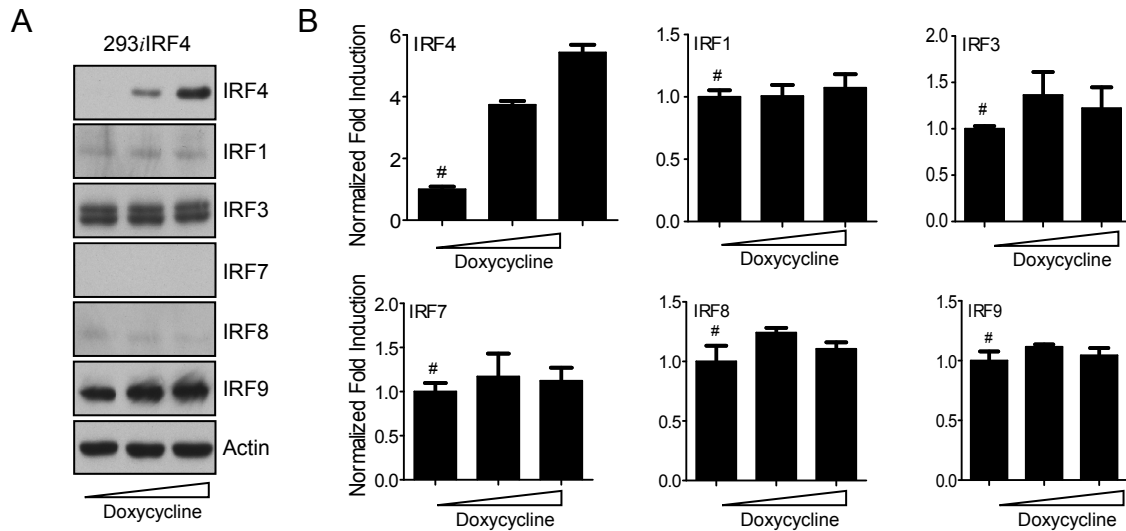 A
293iIRF4
IRF4
IRF1
IRF3
IRF7
IRF8
IRF9
Actin
Doxycycline
B
Normalized Fold Induction
IRF4
6
4
2
0
#
Doxycycline
IRF1
1.5
1.0
0.5
0.0
#
Doxycycline
IRF3
2.0
1.5
1.0
0.5
0.0
#
Doxycycline
Normalized Fold Induction
IRF7
2.0
1.5
1.0
0.5
0.0
#
Doxycycline
IRF8
1.5
1.0
0.5
0.0
#
Doxycycline
IRF9
1.5
1.0
0.5
0.0
#
Doxycycline